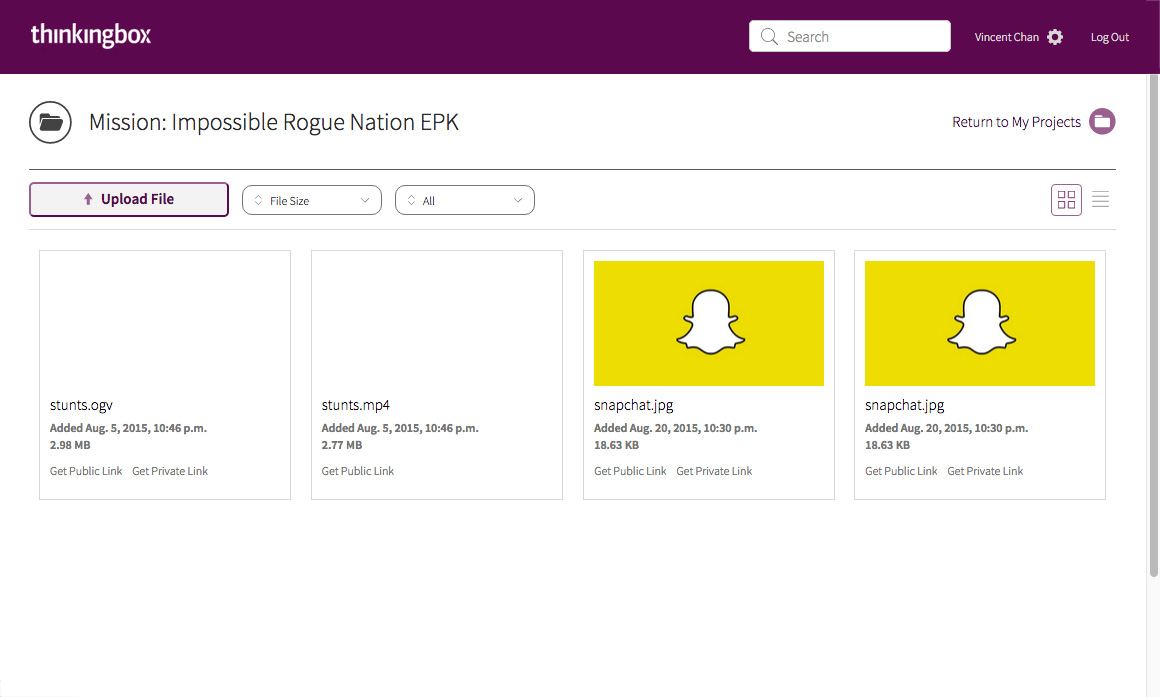 thinkingbox
Search
Vincent Chan
Log Out
Mission: Impossible Rogue Nation EPK
Return to My Projects
Upload File
File Size
All
stunts.ogv
Added Aug. 5, 2015, 10:46 p.m.
2.98 MB
Get Public Link Get Private Link
stunts.mp4
Added Aug. 5, 2015, 10:46 p.m.
2.77 MB
Get Public Link
snapchat.jpg
Added Aug. 20, 2015, 10:30 p.m.
18.63 KB
Get Public Link Get Private Link
snapchat.jpg
Added Aug. 20, 2015, 10:30 p.m.
18.63 KB
Get Public Link Get Private Link